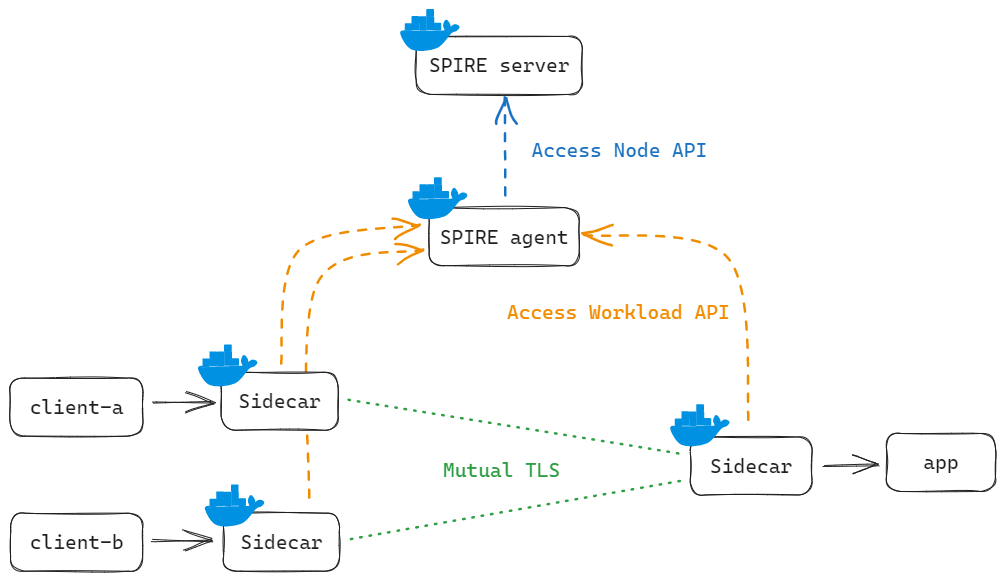 SPIRE server
Access Node API
SPIRE agent
Access Workload API
client-a
Sidecar
Mutual TLS
Sidecar
app
client-b
Sidecar